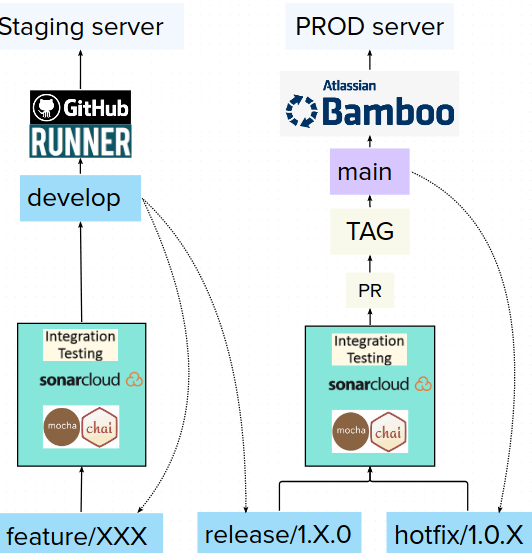 Staging server
PROD server
GitHub
RUNNER
Atlassian
Bamboo
develop
main
TAG
PR
Integration
Testing
sonarcloud
mocha
chai
Integration
Testing
sonarcloud
mocha
chai
feature/XXX
release/1.X.0
hotfix/1.0.X